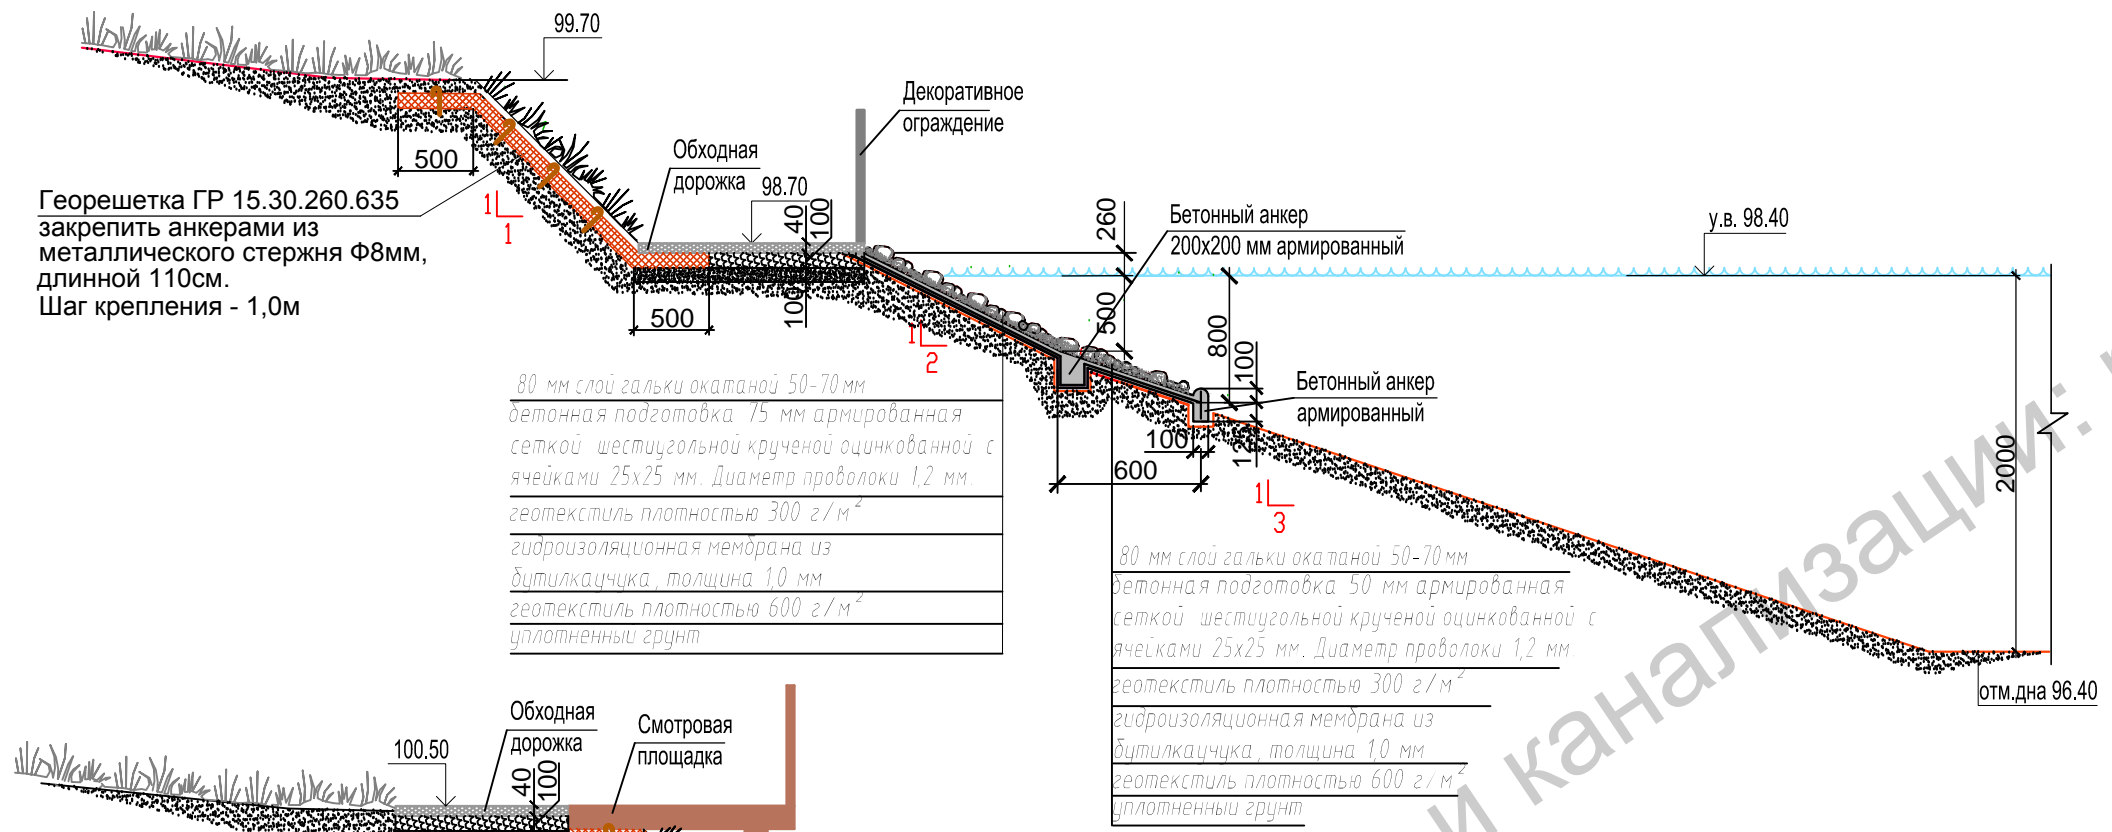 99.70
Декоративное
ограждение
Обходная
дорожка
98.70
40
100
260
500
Георешетка ГР 15.30.260.635
закрепить анкерами из
металлического стержня Ф8мм,
длинной 110см.
Шаг крепления - 1,0м
1
1
Бетонный анкер
200х200 мм армированный
у.в. 98.40
100
500
500
800
100
1
2
Бетонный анкер
армированный
100
600
2000
1
3
80 мм слой гальки окатаной 50-70 мм
бетонная подготовка 75 мм армированная
сеткой шестиугольной крученой оцинкованной с
ячейками 25х25 мм. Диаметр проволоки 1,2 мм.
геотекстиль плотностью 300 г/м²
гидроизоляционная мембрана из
бутилкаучука, толщина 1,0 мм
геотекстиль плотностью 600 г/м²
уплотненный грунт
80 мм слой гальки окатаной 50-70 мм
бетонная подготовка 50 мм армированная
сеткой шестиугольной крученой оцинкованной с
ячейками 25х25 мм. Диаметр проволоки 1,2 мм.
геотекстиль плотностью 300 г/м²
гидроизоляционная мембрана из
бутилкаучука, толщина 1,0 мм
геотекстиль плотностью 600 г/м²
уплотненный грунт
отм.дна 96.40
100.50
Обходная
дорожка
40
100
Смотровая
площадка
и канализации: